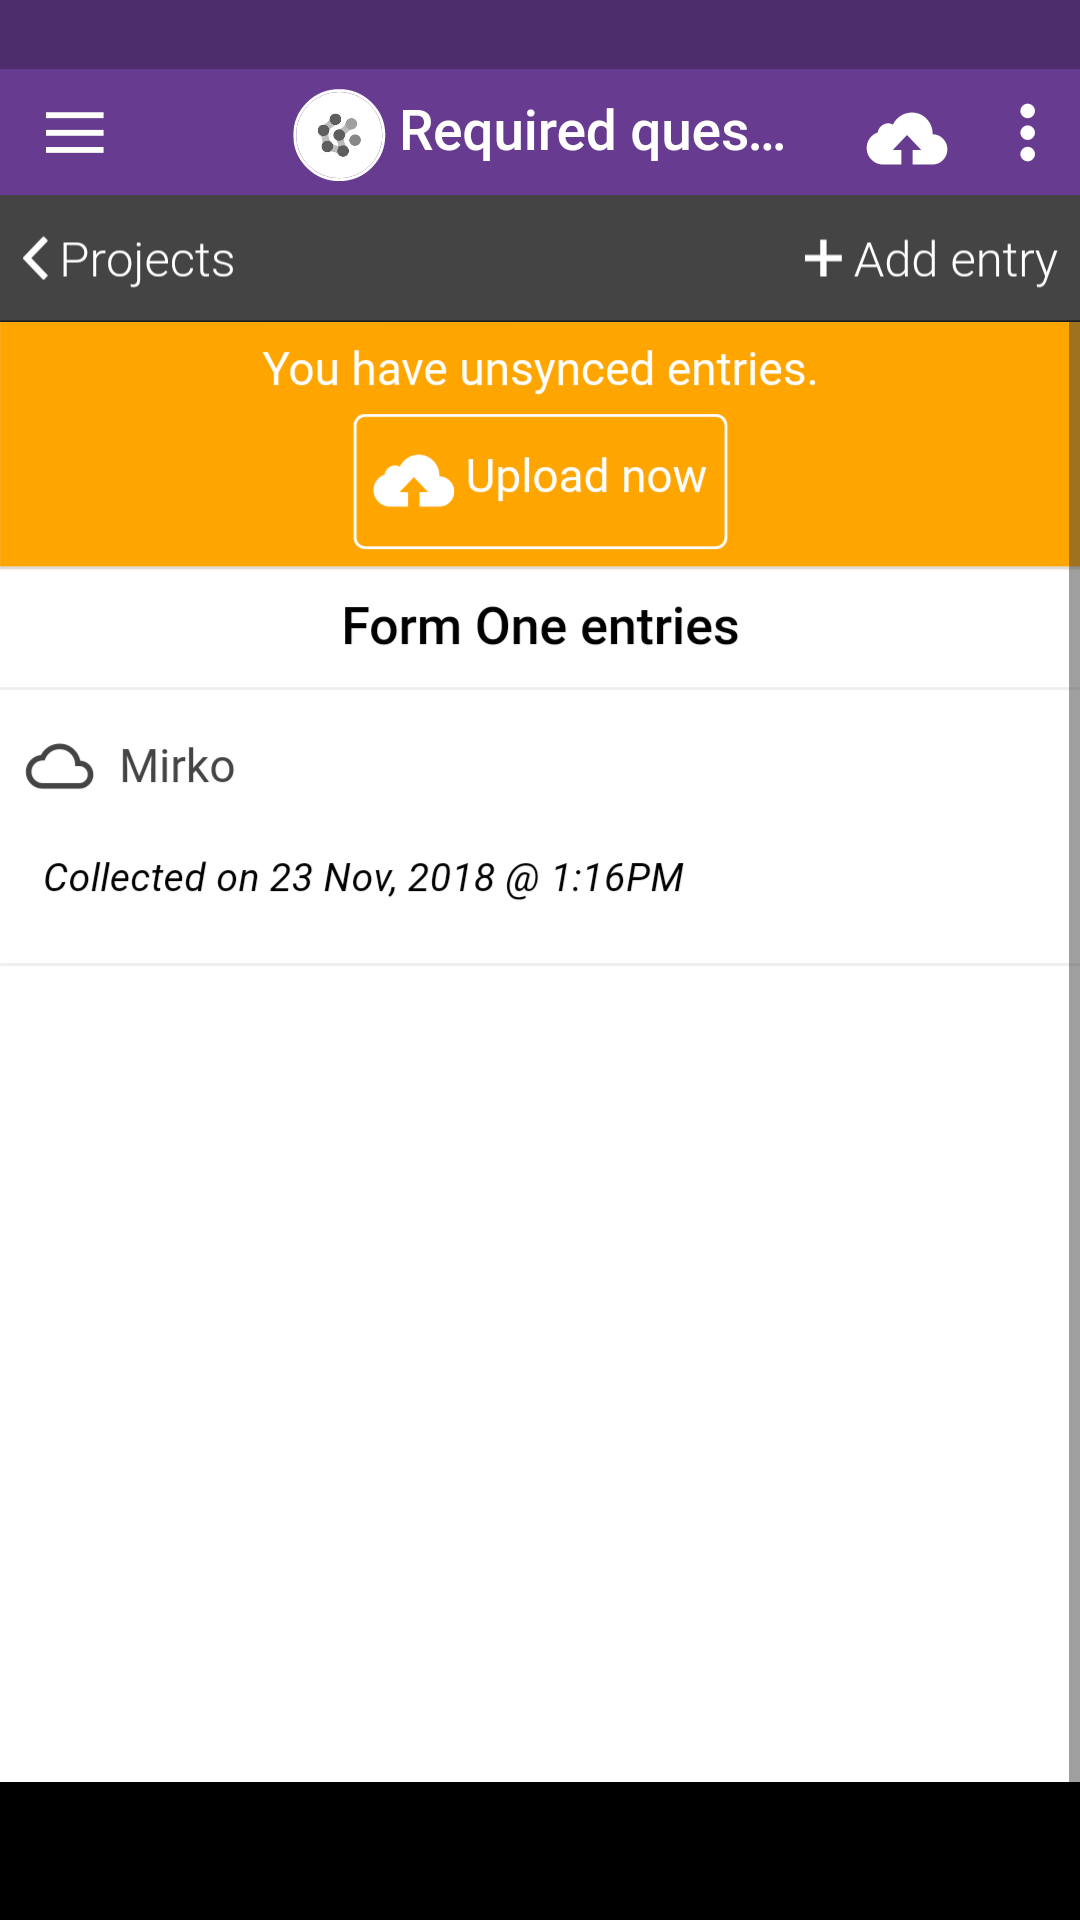 Required ques...
Projects
Add entry
You have unsynced entries.
Upload now
Form One entries
Mirko
Collected on 23 Nov, 2018 @ 1:16PM